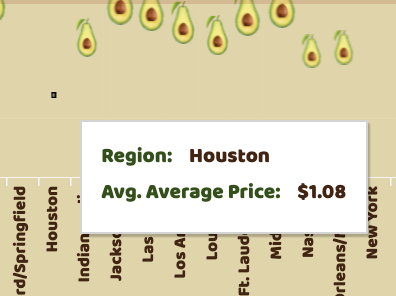 Region: Houston
Avg. Average Price: $1.08
rd/Springfield
Houston
Indian
Jackso
Las
Los A
Lou
Ft. Laud
Mid
Nas
rleans/
New York